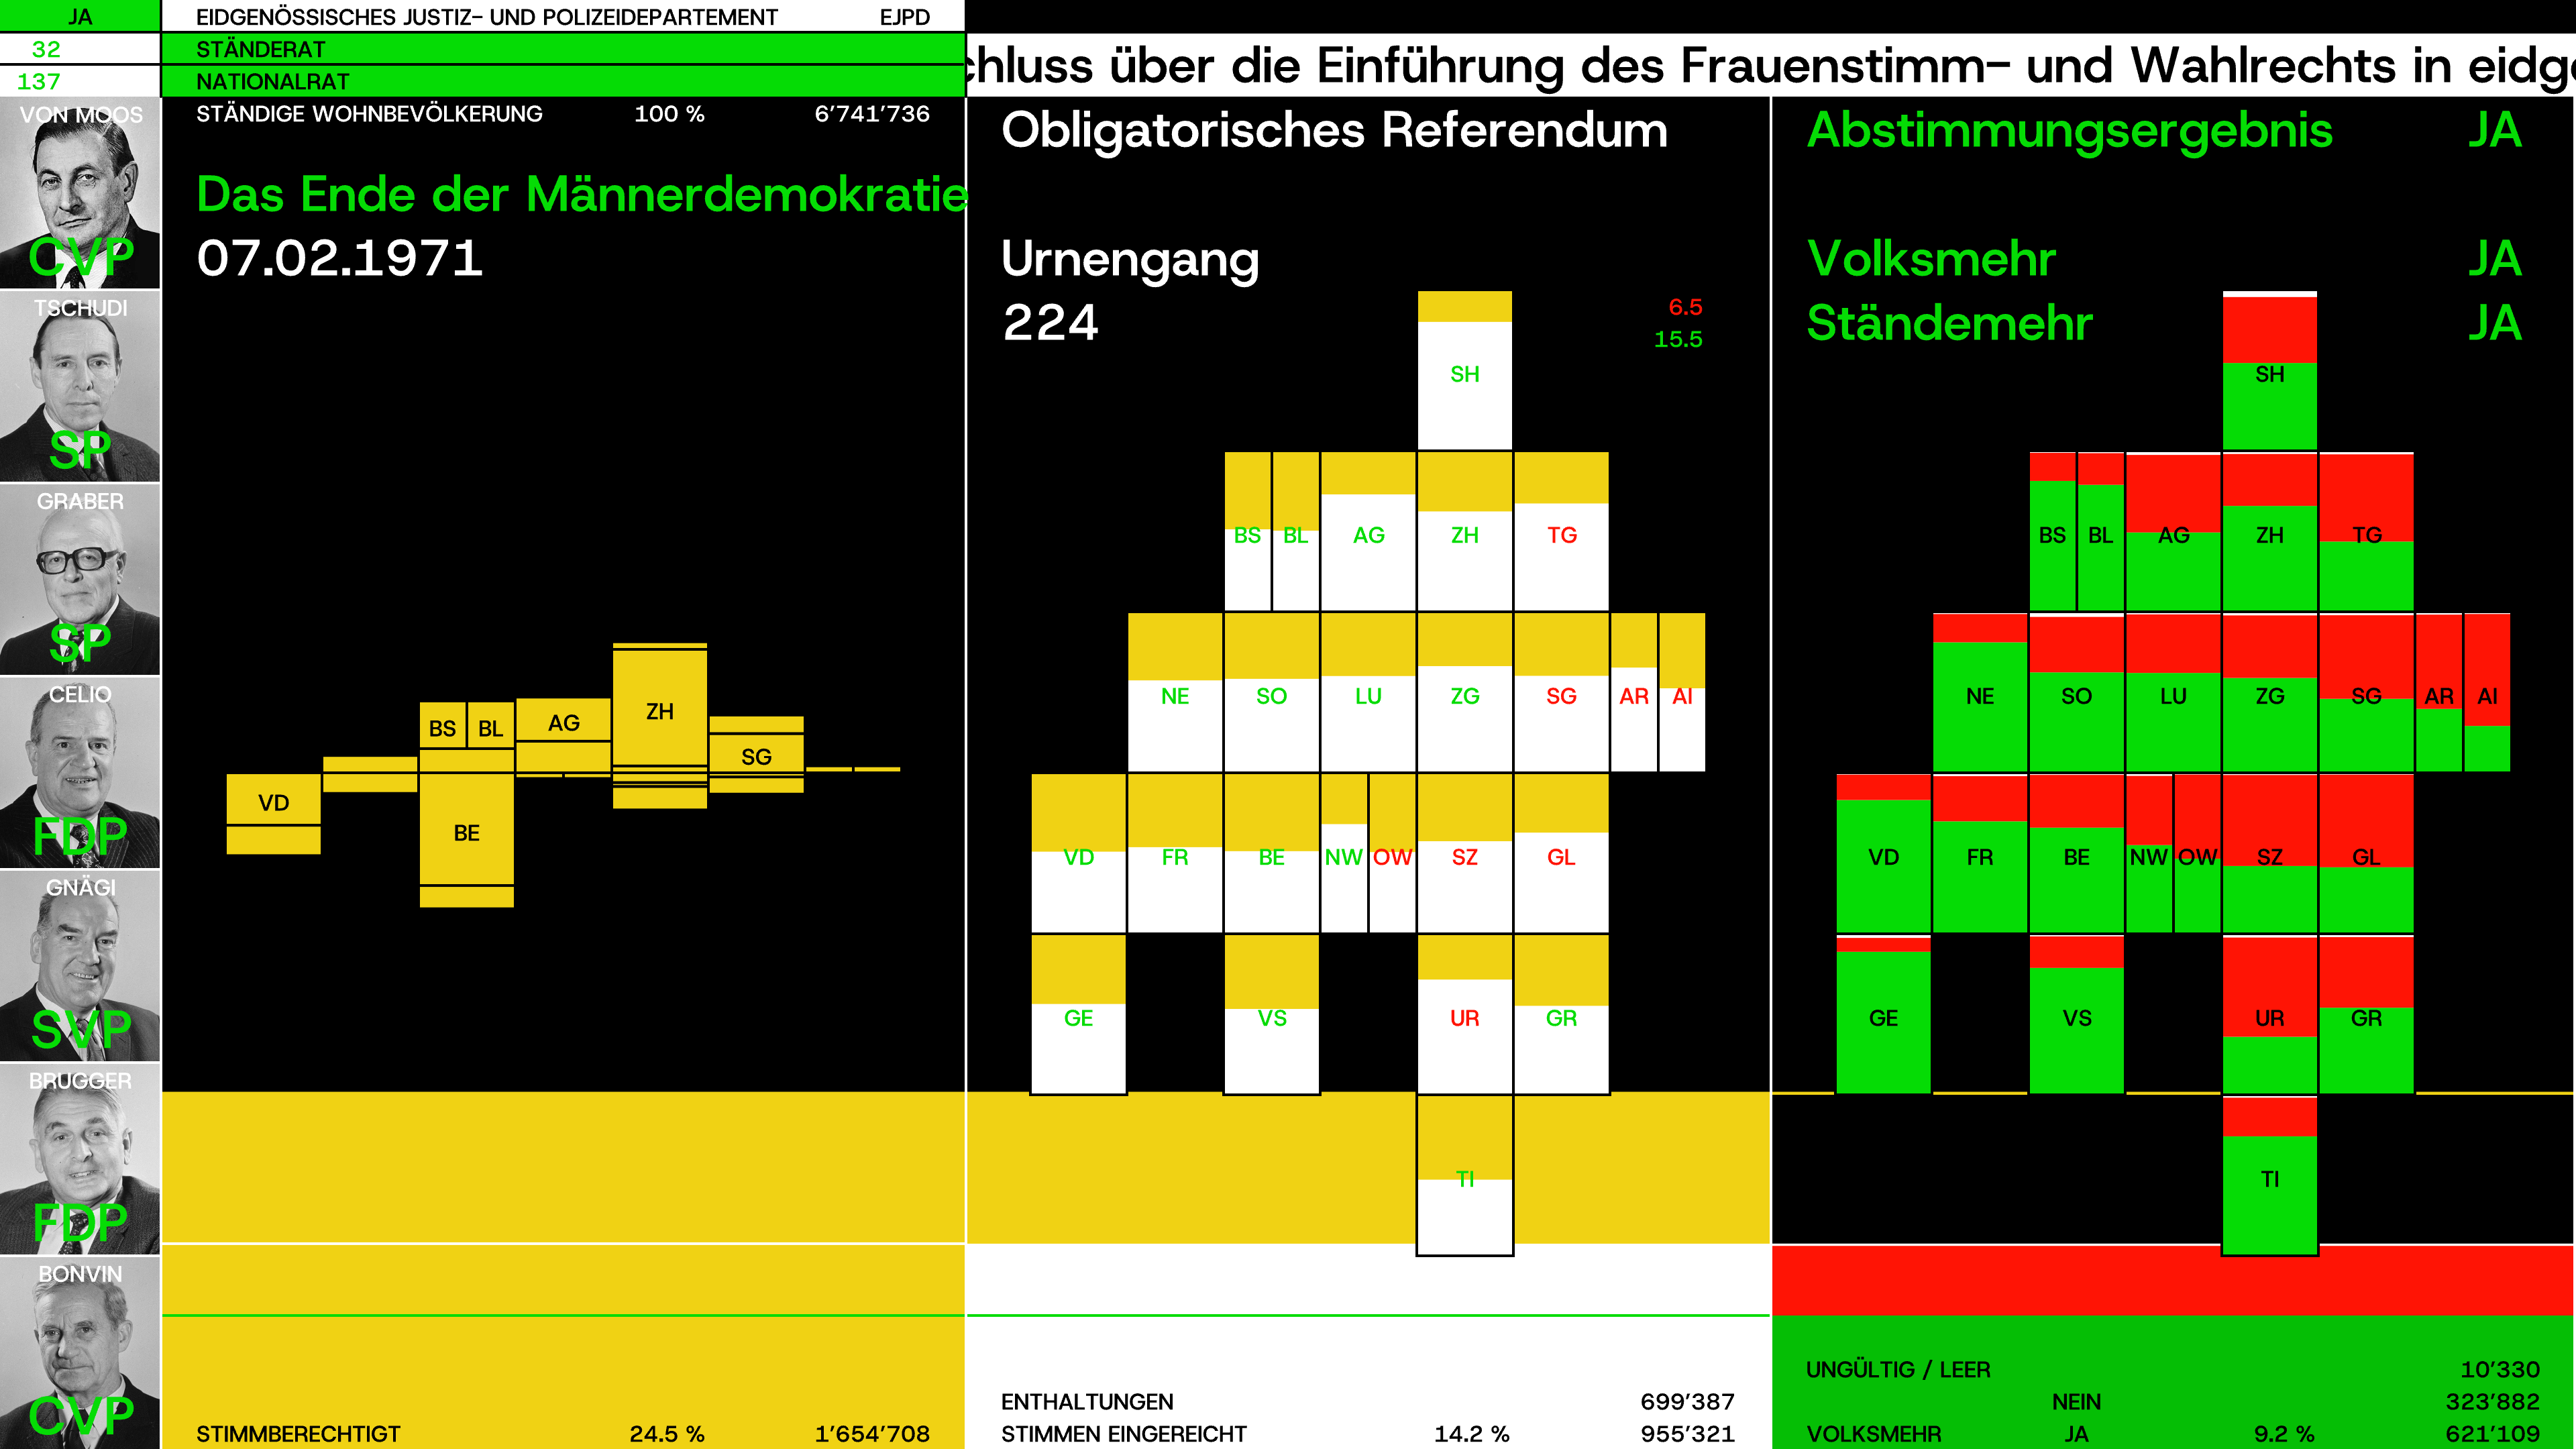 JA
EIDGENÖSSISCHES JUSTIZ– UND POLIZEIDEPARTEMENT EJPD
32 STÄNDERAT
137 NATIONALRAT
chluss über die Einführung des Frauenstimm– und Wahlrechts in eidge
STÄNDIGE WOHNBEVÖLKERUNG 100 % 6’741’736
Das Ende der Männerdemokratie
07.02.1971
VON MOOS
CVP
TSCHUDI
SP
GRABER
SP
CELIO
FDP
GNÄGI
SVP
BRUGGER
FDP
BONVIN
CVP
BS BL AG ZH
SG
VD
BE
STIMMBERECHTIGT 24.5 % 1’654’708
Obligatorisches Referendum
Urnengang
224
6.5
15.5
SH
BS BL AG ZH TG
NE SO LU ZG SG AR AI
VD FR BE NW OW SZ GL
GE VS UR GR
TI
ENTHALTUNGEN 699’387
STIMMEN EINGEREICHT 14.2 % 955’321
Abstimmungsergebnis JA
Volksmehr JA
Ständemehr JA
SH
BS BL AG ZH TG
NE SO LU ZG SG AR AI
VD FR BE NW OW SZ GL
GE VS UR GR
TI
UNGÜLTIG / LEER 10’330
NEIN 323’882
VOLKSMEHR JA 9.2 % 621’109